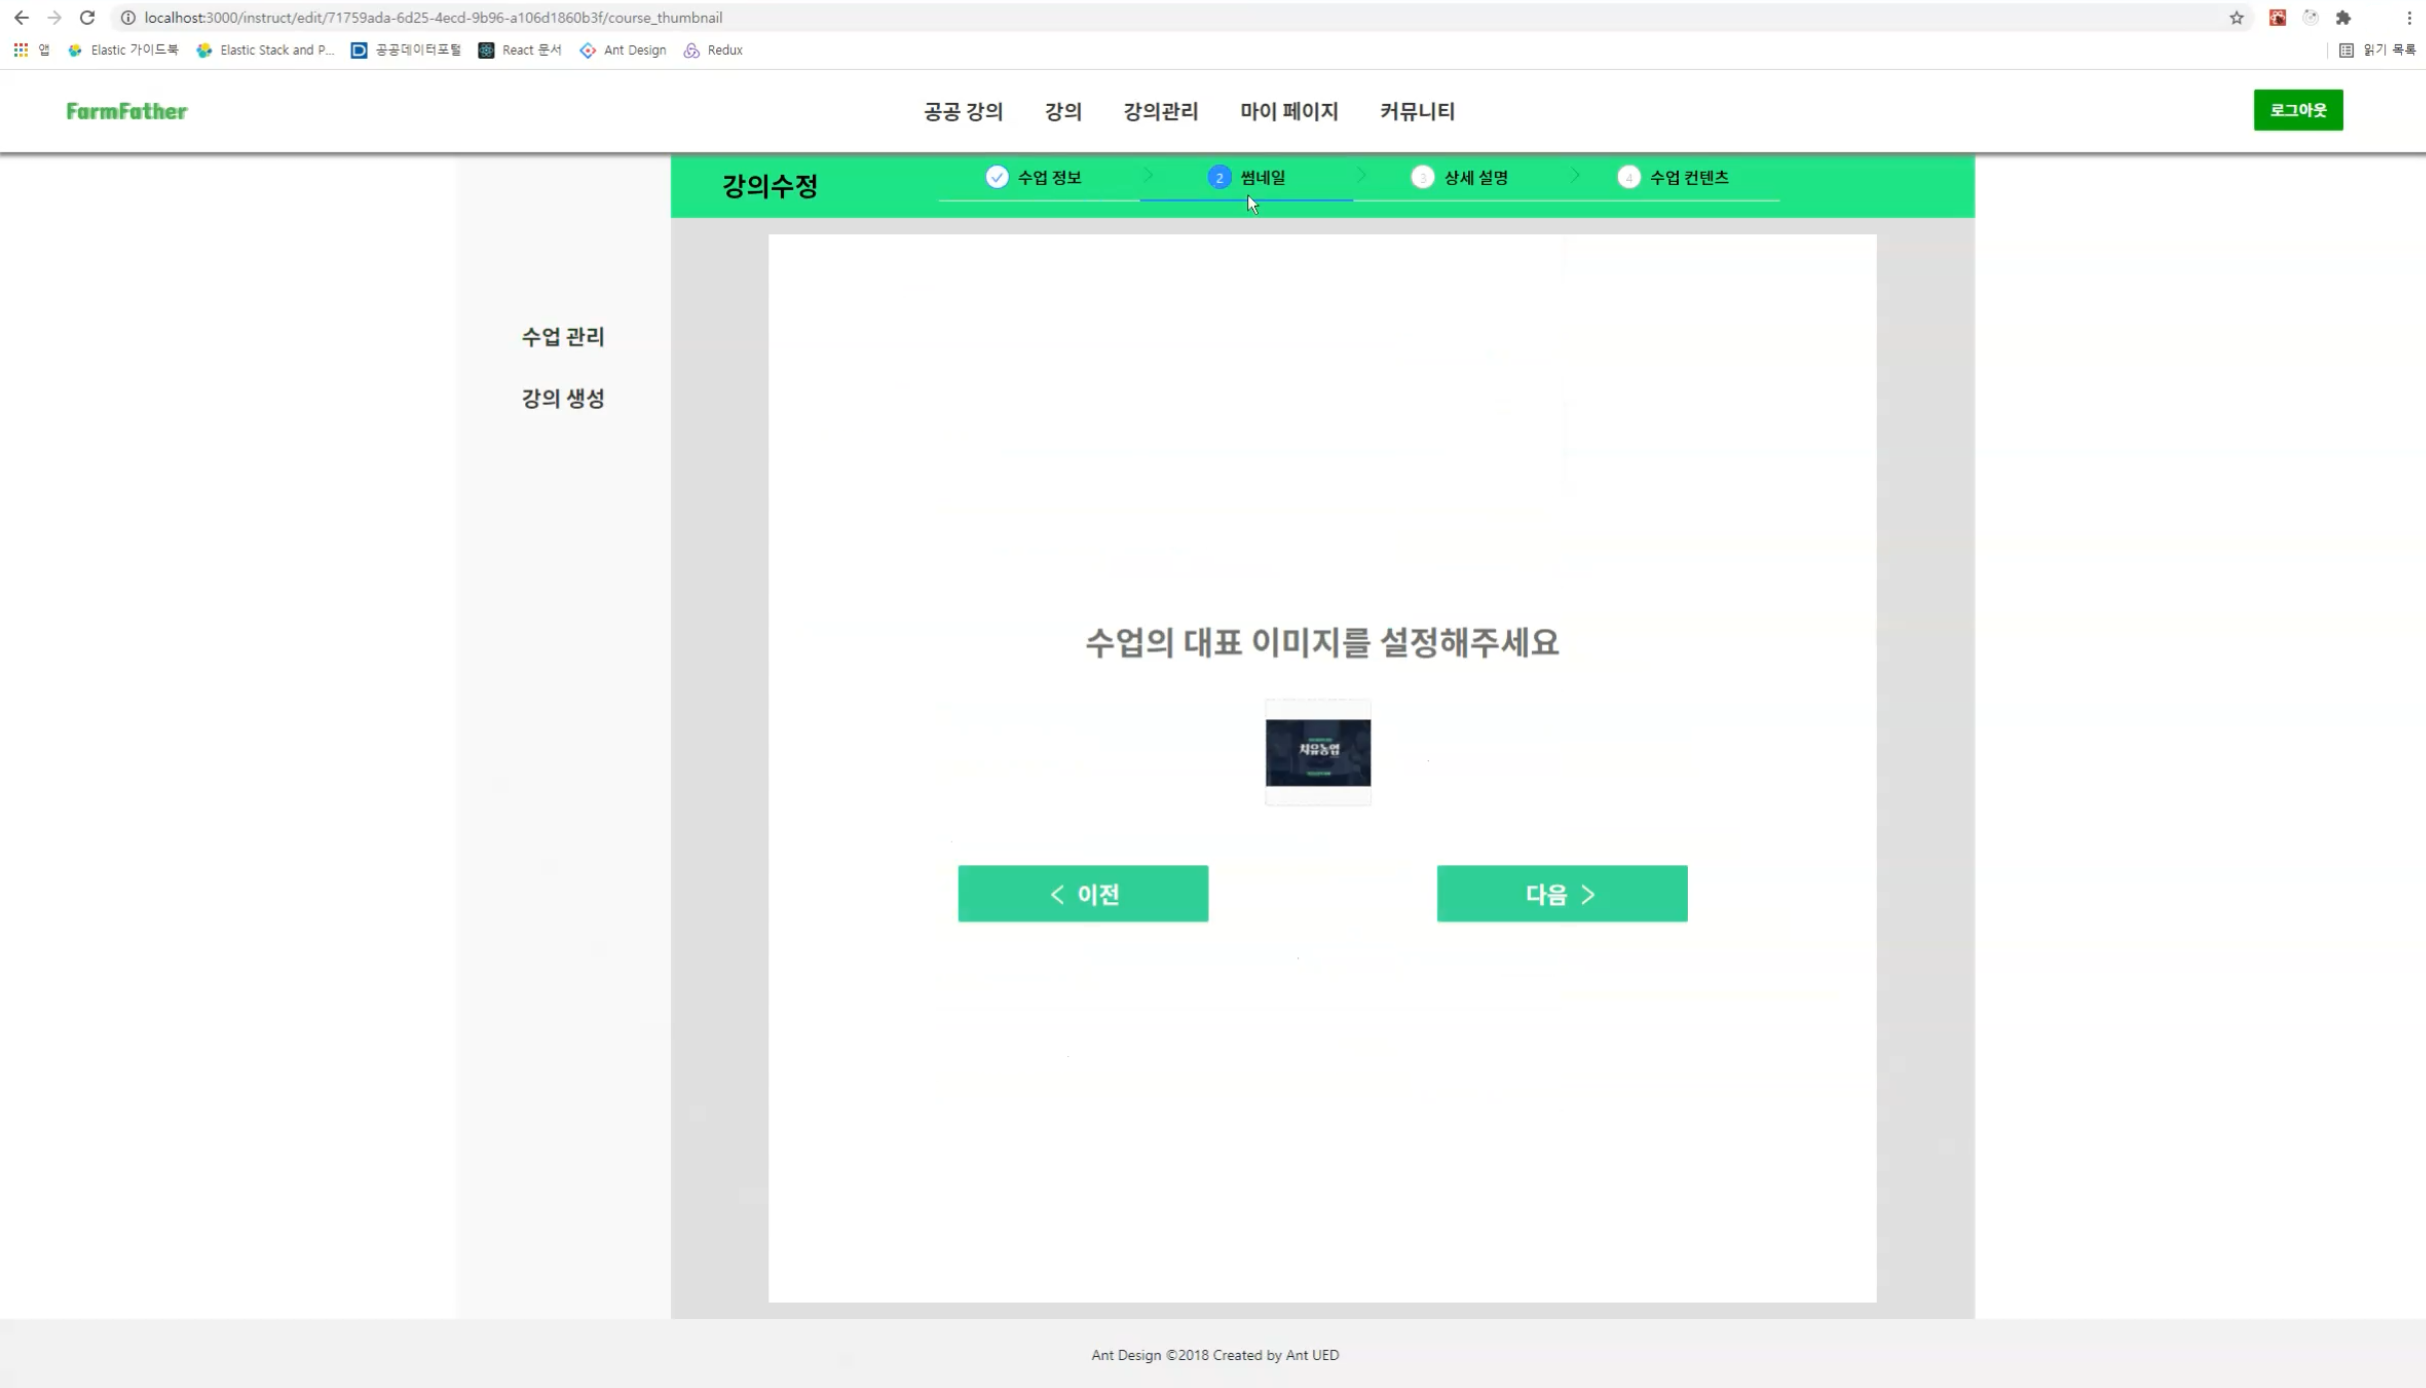 localhost:3000/instruct/edit/71759ada-6d25-4ecd-9b96-a106d1860b3f/course_thumbnail
앱 Elastic 가이드북 Elastic Stack and P... 공공데이터포털 React 문서 Ant Design Redux 읽기 목록
FarmFather 공공 강의 강의 강의관리 마이 페이지 커뮤니티 로그아웃
강의수정 수업 정보 2 썸네일 3 상세 설명 4 수업 컨텐츠
수업 관리
강의 생성
수업의 대표 이미지를 설정해주세요
치유농업
< 이전 다음 >
Ant Design ©2018 Created by Ant UED